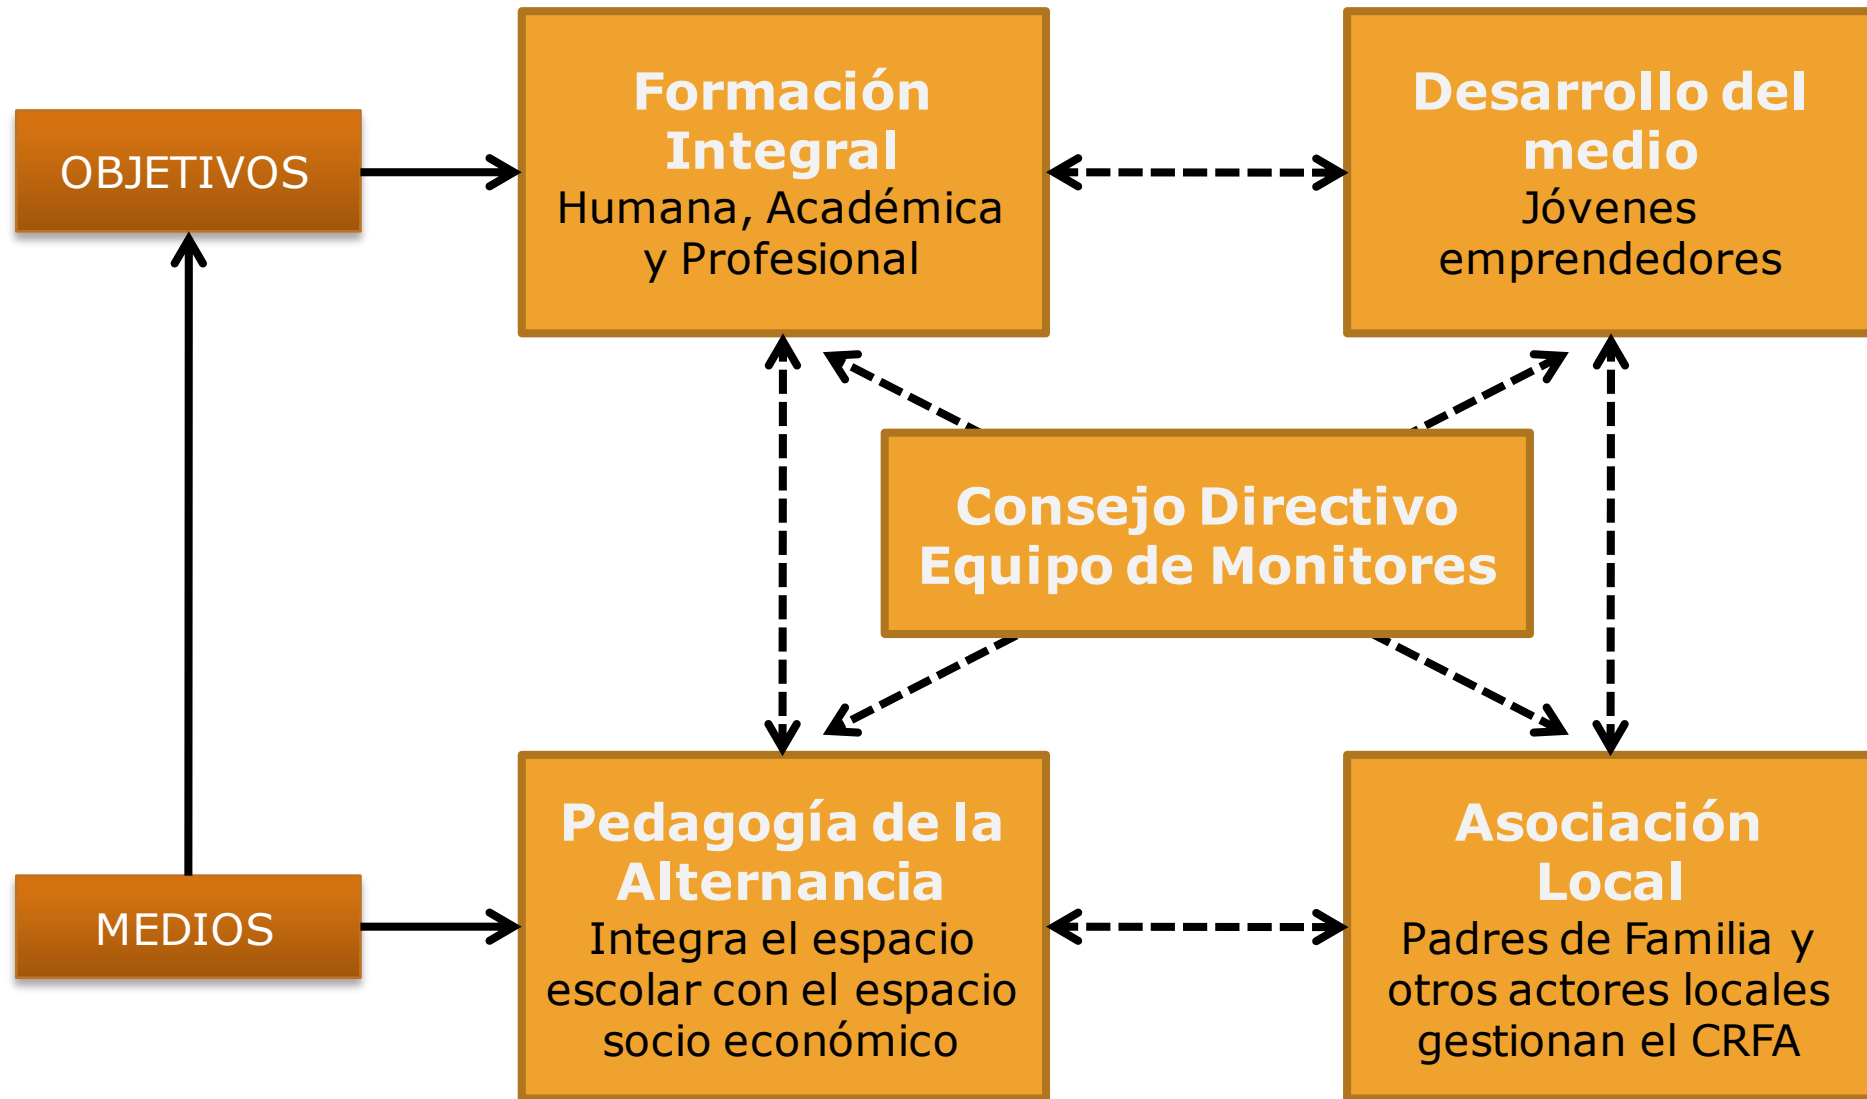 OBJETIVOS
Formación
Integral
Humana, Académica
y Profesional
Desarrollo del
medio
Jóvenes
emprendedores
Consejo Directivo
Equipo de Monitores
MEDIOS
Pedagogía de la
Alternancia
Integra el espacio
escolar con el espacio
socio económico
Asociación
Local
Padres de Familia y
otros actores locales
gestionan el CRFA